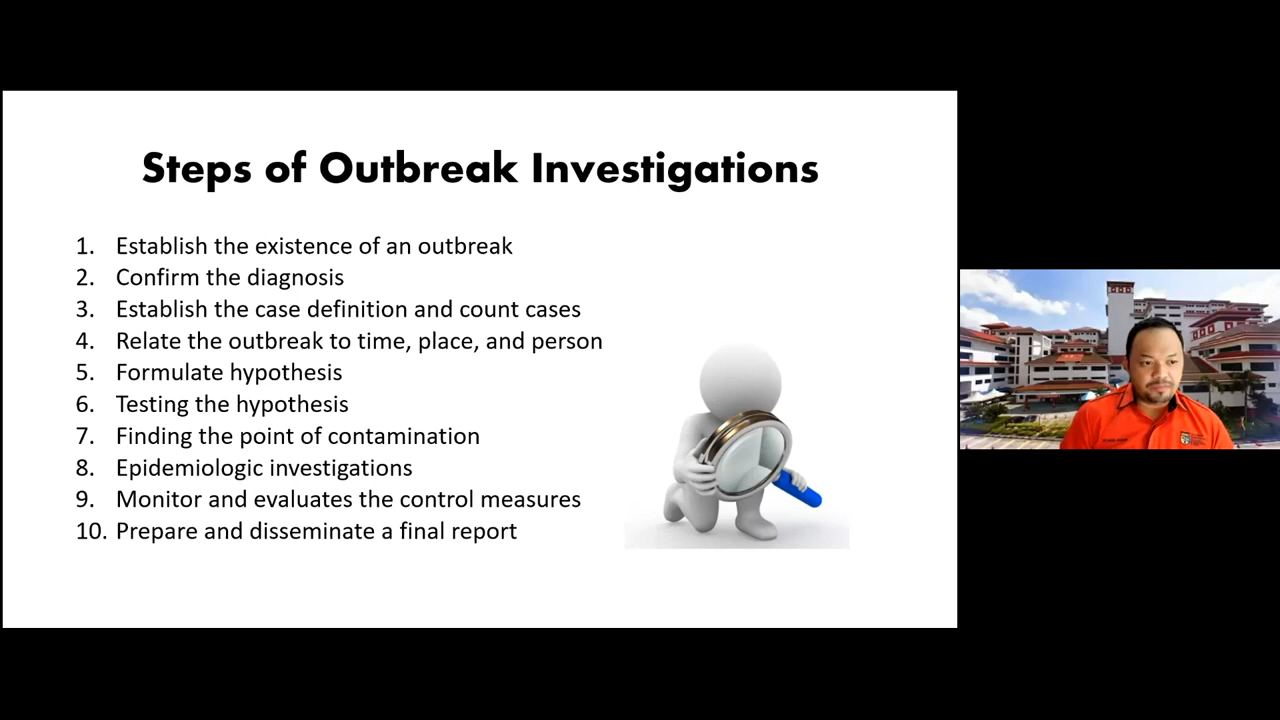 Steps of Outbreak Investigations
1. Establish the existence of an outbreak
2. Confirm the diagnosis
3. Establish the case definition and count cases
4. Relate the outbreak to time, place, and person
5. Formulate hypothesis
6. Testing the hypothesis
7. Finding the point of contamination
8. Epidemiologic investigations
9. Monitor and evaluates the control measures
10. Prepare and disseminate a final report